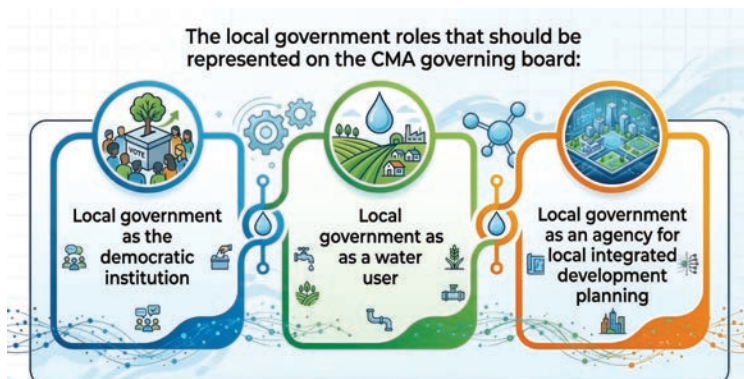 The local government roles that should be
represented on the CMA governing board:
VOTE
Local government
as the
democratic
institution
Local
government as
as a water
user
Local government
as an agency for
local integrated
development
planning